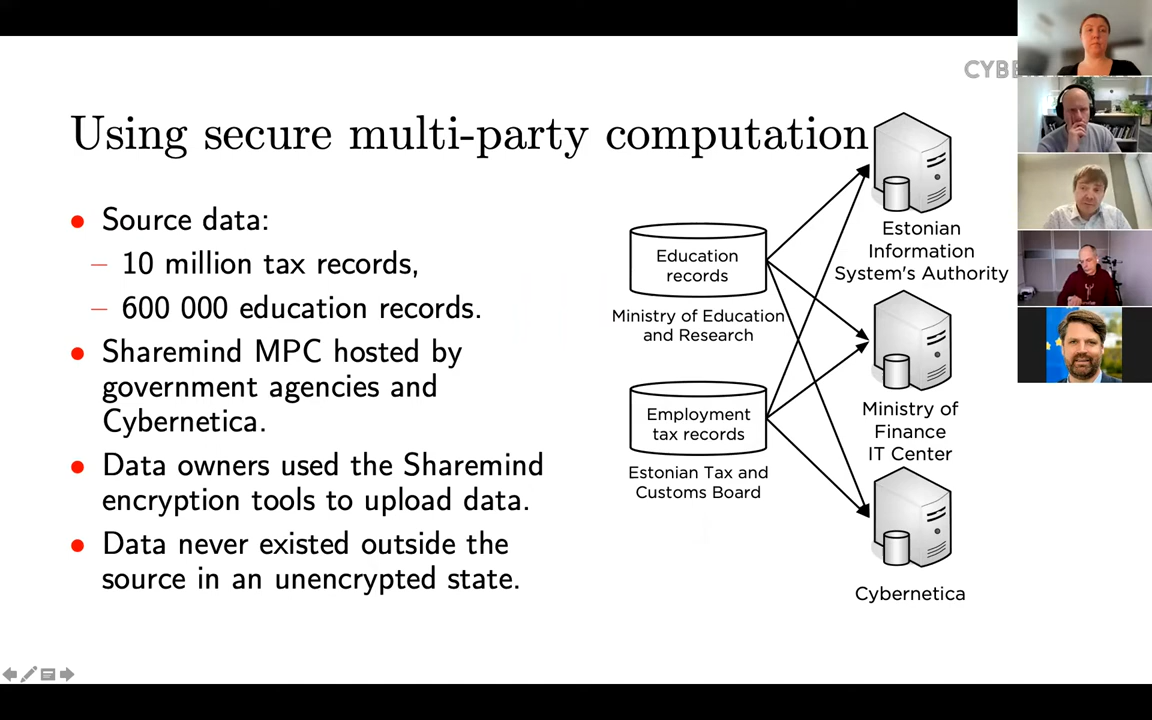 CYBE
Using secure multi-party computation
• Source data:
– 10 million tax records,
– 600 000 education records.
• Sharemind MPC hosted by
government agencies and
Cybernetica.
• Data owners used the Sharemind
encryption tools to upload data.
• Data never existed outside the
source in an unencrypted state.
Education
records
Ministry of Education
and Research
Employment
tax records
Estonian Tax and
Customs Board
Estonian
Information
System's Authority
Ministry of
Finance
IT Center
Cybernetica